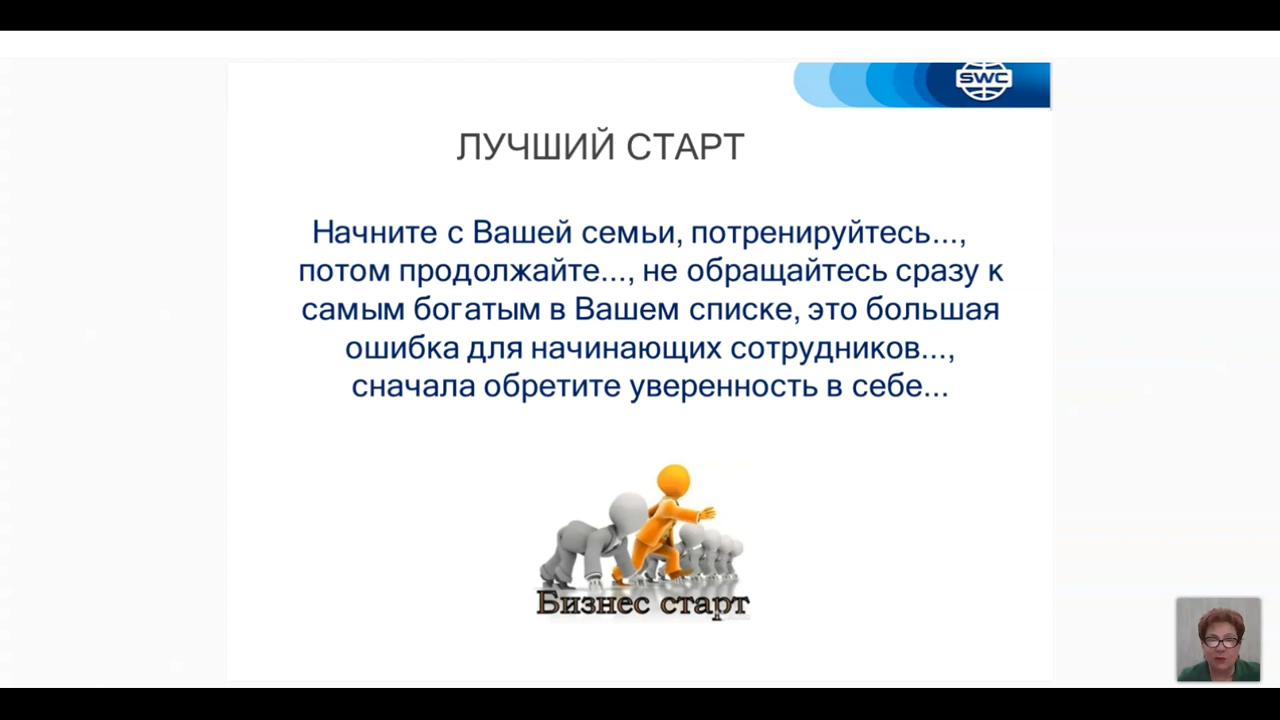 SWC
ЛУЧШИЙ СТАРТ
Начните с Вашей семьи, потренируйтесь...,
потом продолжайте..., не обращайтесь сразу к
самым богатым в Вашем списке, это большая
ошибка для начинающих сотрудников...,
сначала обретите уверенность в себе...
Бизнес старт